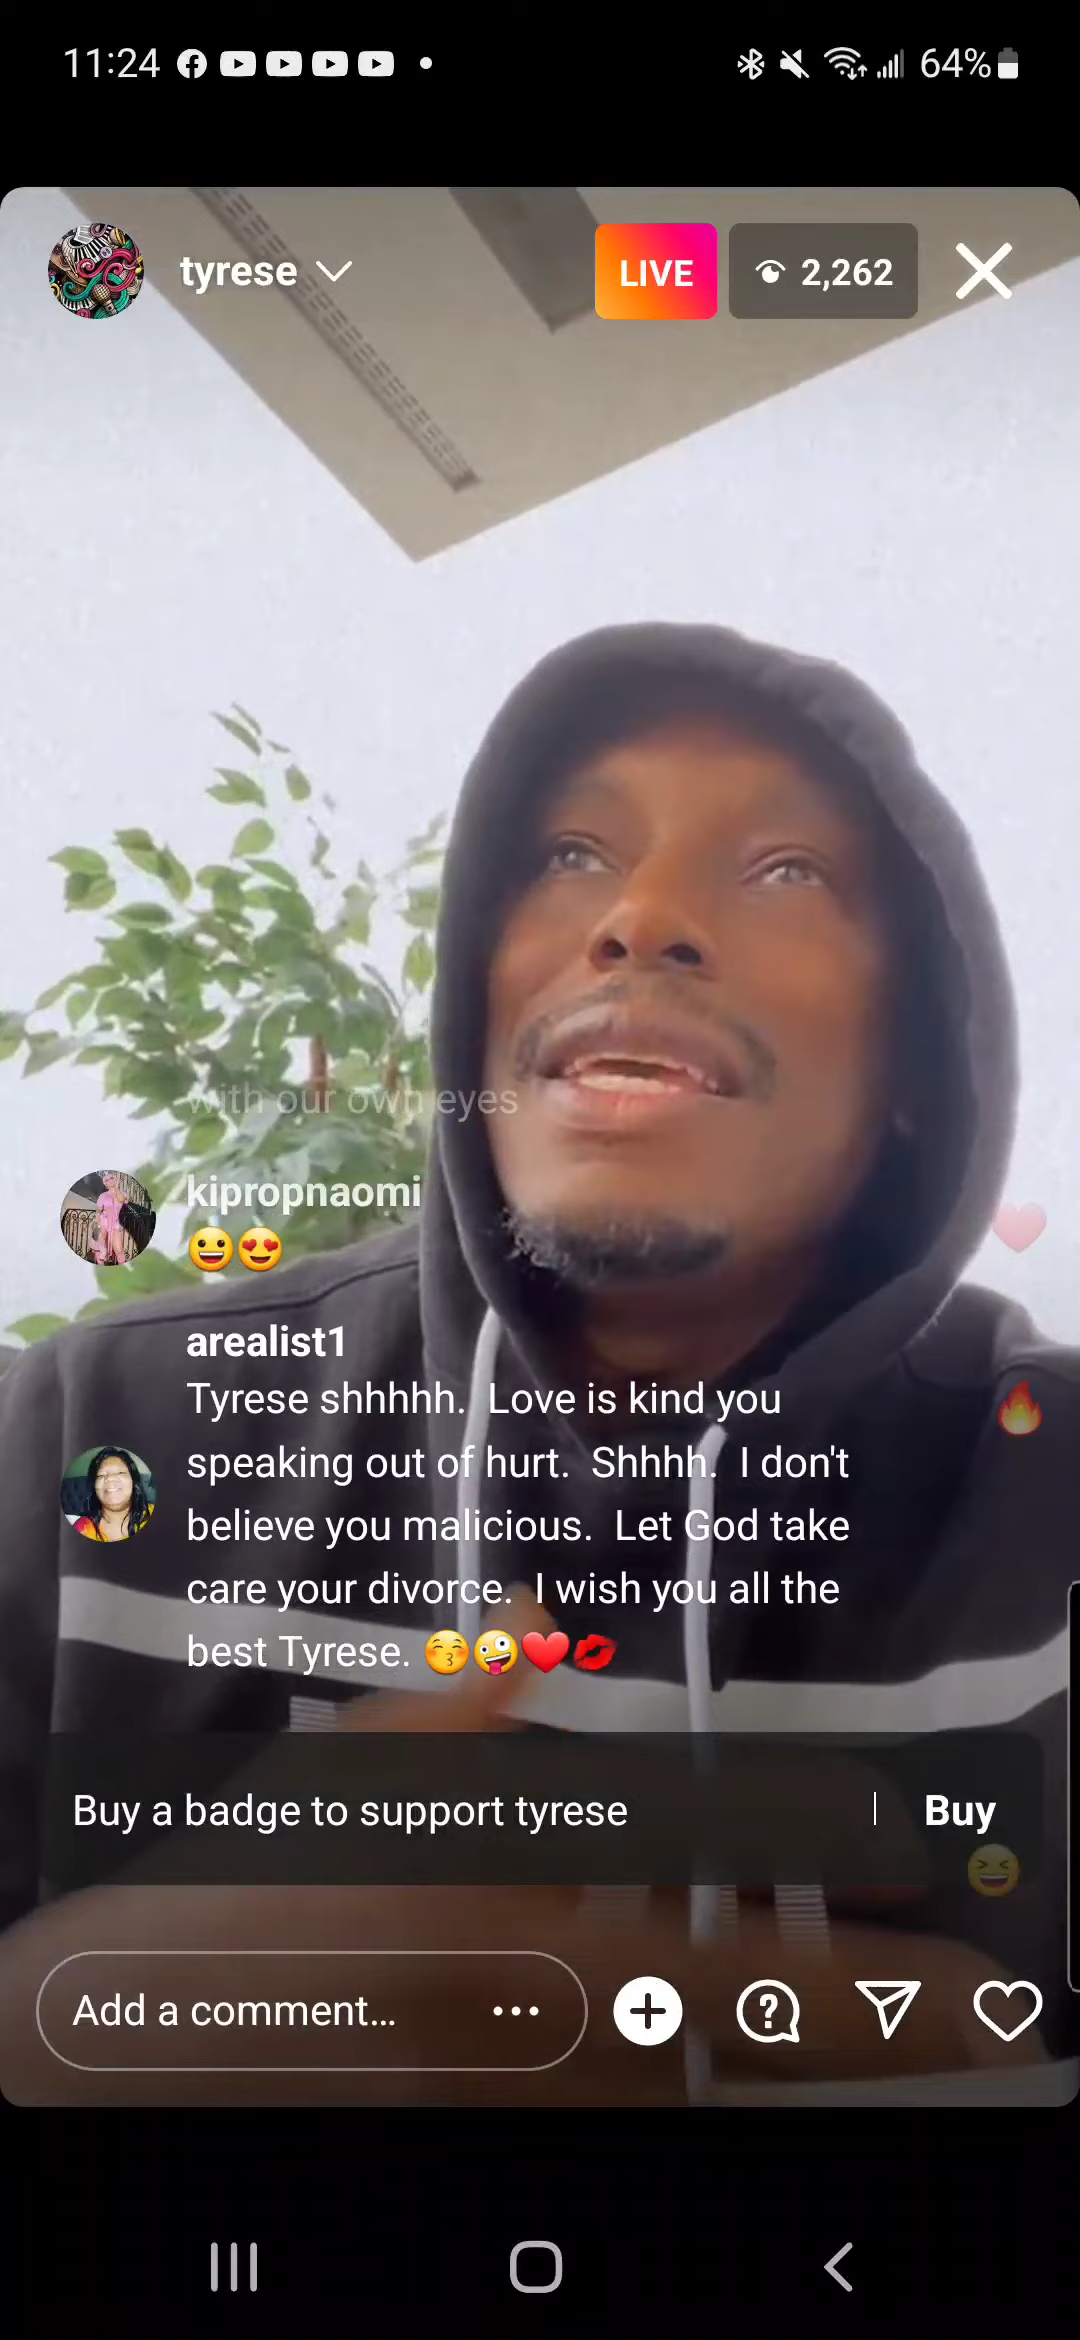 11:24
64%
tyrese
LIVE
2,262
with our own eyes
kipropnaomi
😀😍
arealist1
Tyrese shhhhh.  Love is kind you
speaking out of hurt.  Shhhh.  I don't
believe you malicious.  Let God take
care your divorce.  I wish you all the
best Tyrese. 😚🤪❤️💋
Buy a badge to support tyrese
Buy
Add a comment...